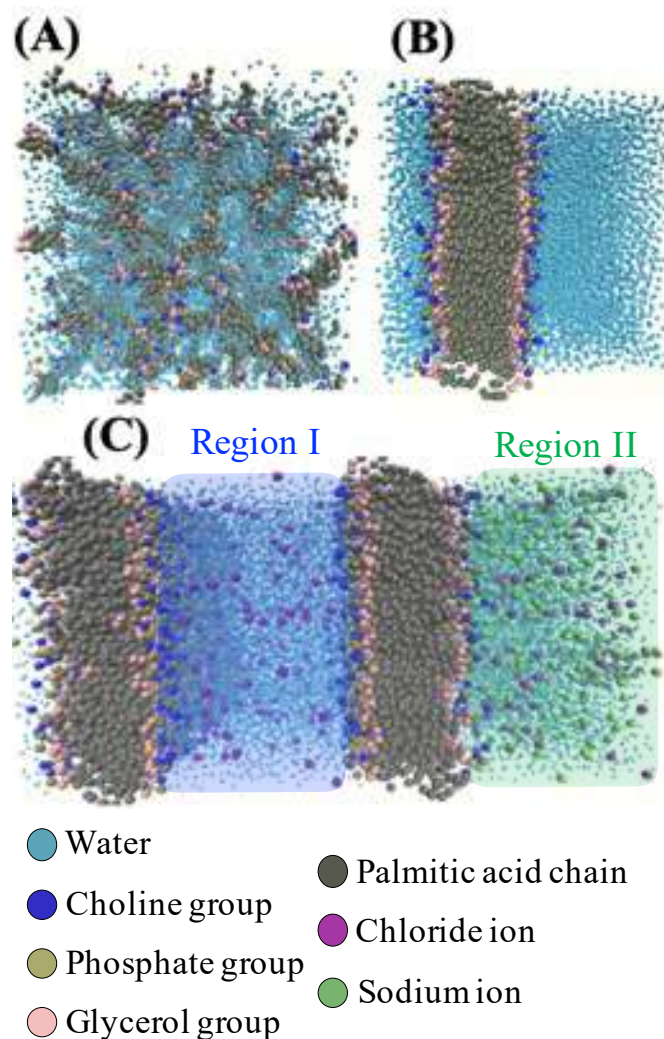 (A)
(B)
(C)
Region I
Region II
Water
Choline group
Phosphate group
Glycerol group
Palmitic acid chain
Chloride ion
Sodium ion